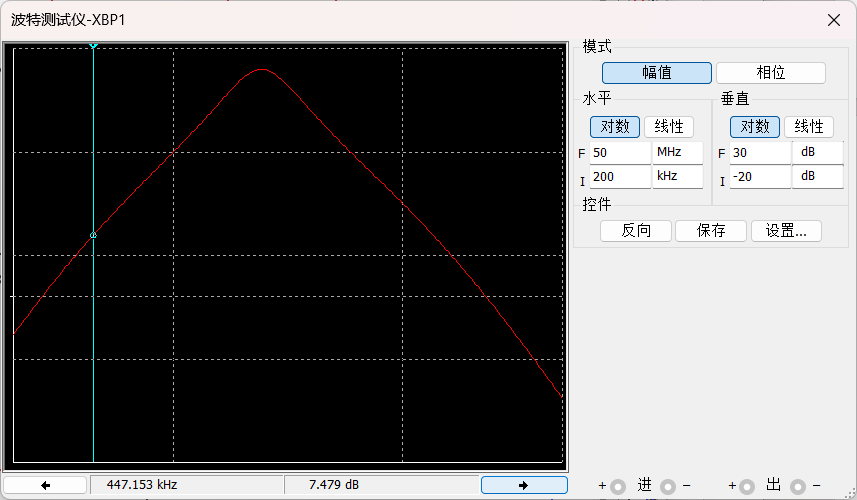 波特测试仪-XBP1
模式
幅值 相位
水平 垂直
对数 线性 对数 线性
F 50 MHz F 30 dB
I 200 kHz I -20 dB
控件
反向 保存 设置...
447.153 kHz 7.479 dB + 进 − + 出 −